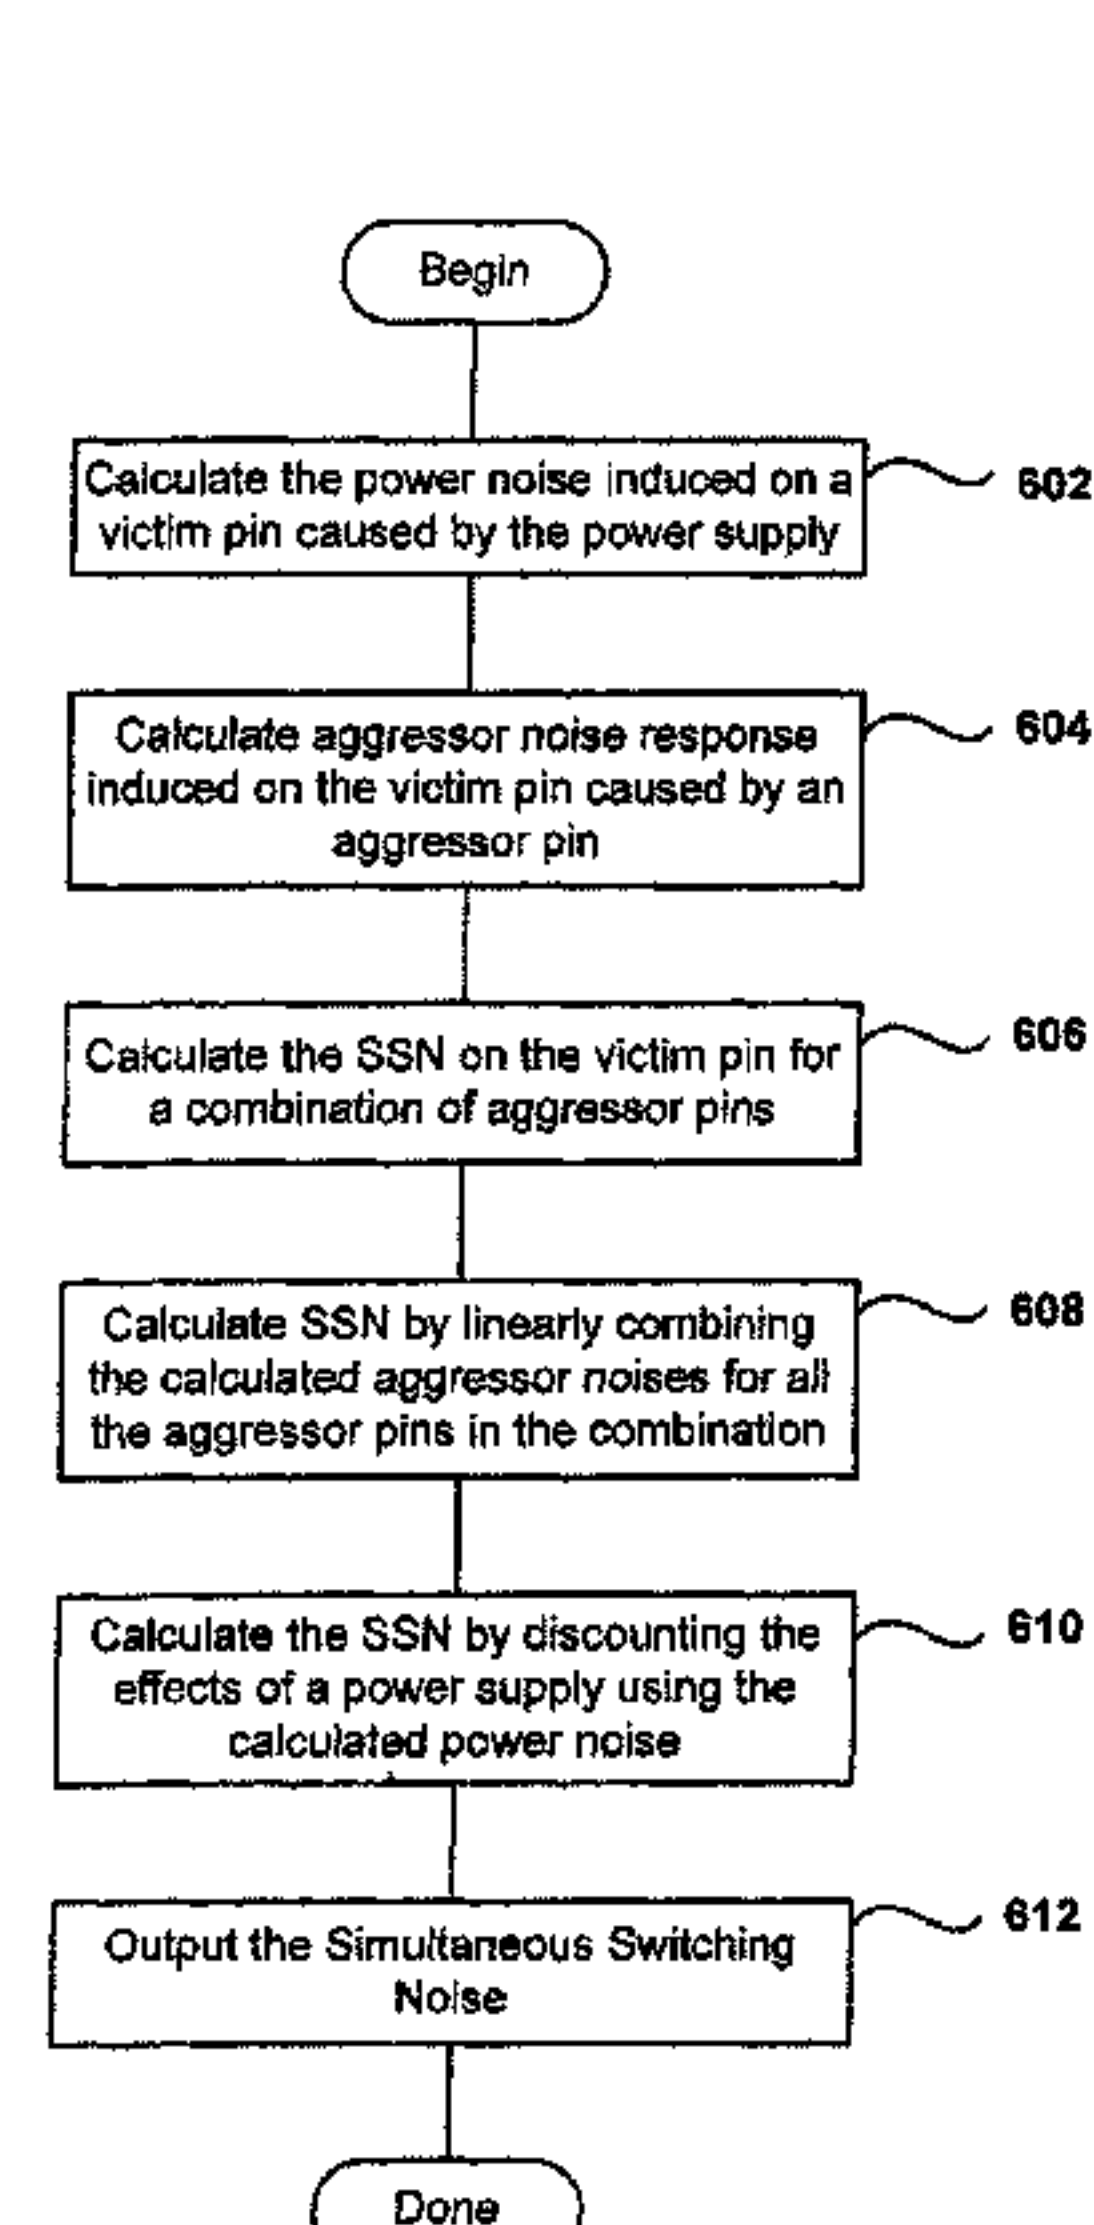 Begin
Calculate the power noise induced on a
victim pin caused by the power supply
602
Calculate aggressor noise response
induced on the victim pin caused by an
aggressor pin
604
Calculate the SSN on the victim pin for
a combination of aggressor pins
606
Calculate SSN by linearly combining
the calculated aggressor noises for all
the aggressor pins in the combination
608
Calculate the SSN by discounting the
effects of a power supply using the
calculated power noise
610
Output the Simultaneous Switching
Noise
612
Done